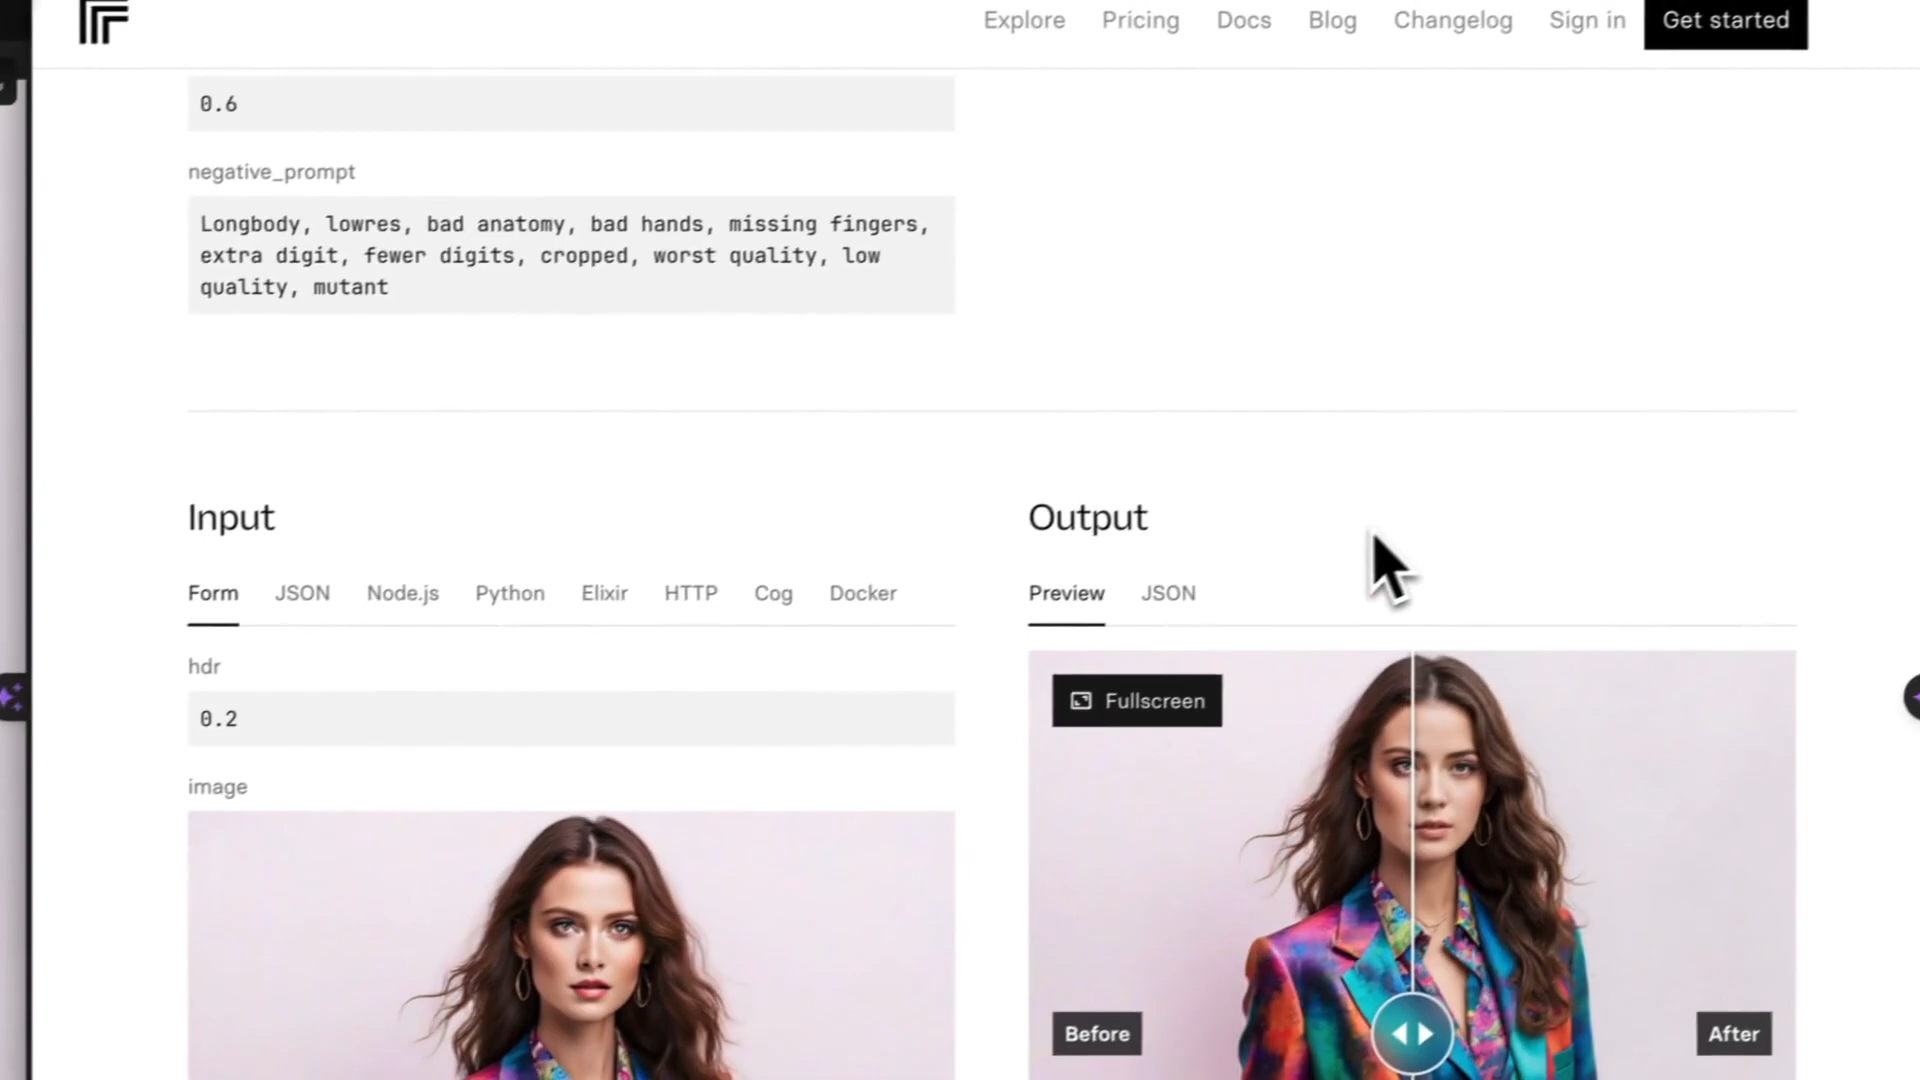 Explore Pricing Docs Blog Changelog Sign in Get started
0.6
negative_prompt
Longbody, lowres, bad anatomy, bad hands, missing fingers,
extra digit, fewer digits, cropped, worst quality, low
quality, mutant
Input
Form JSON Node.js Python Elixir HTTP Cog Docker
hdr
0.2
image
Output
Preview JSON
Fullscreen
Before
After